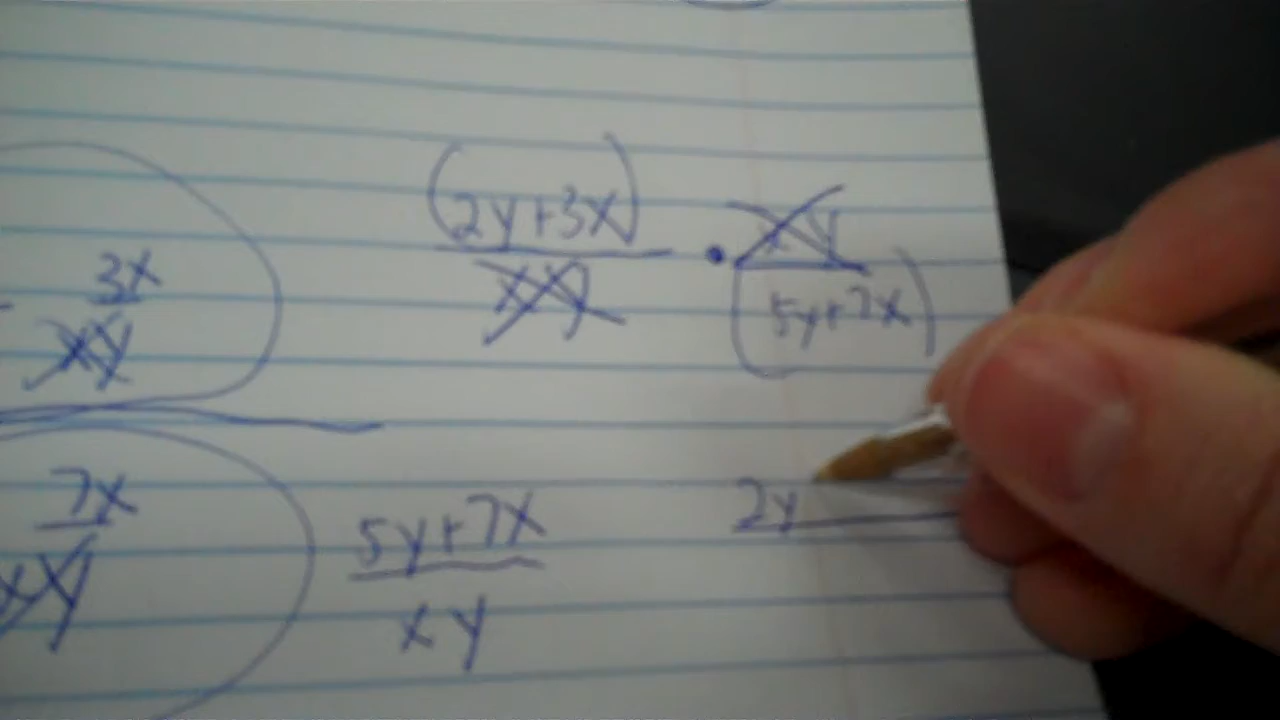 (2y+3x) • xy
xy (5y+7x)
3x
xy
7x
xy
5y+7x
xy
2y